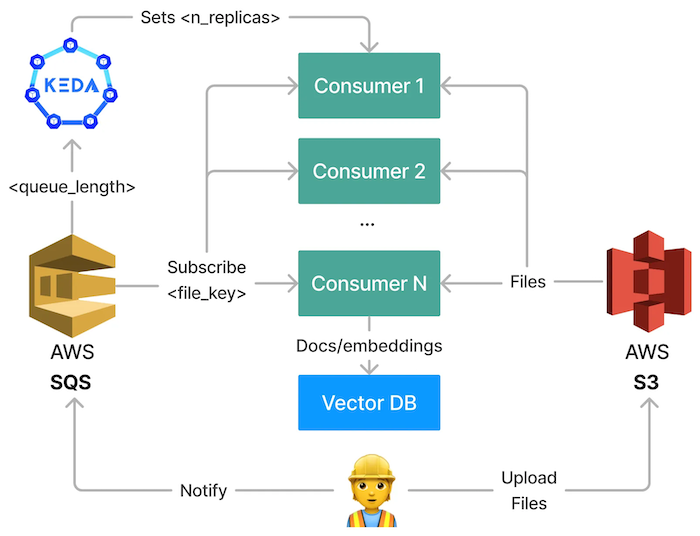 Sets <n_replicas>
KEDA
Consumer 1
Consumer 2
...
Consumer N
<queue_length>
Subscribe
<file_key>
Files
AWS
SQS
AWS
S3
Docs/embeddings
Vector DB
Notify
Upload
Files